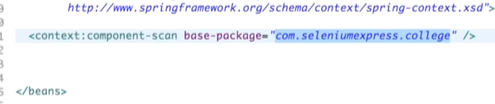 http://www.springframework.org/schema/context/spring-context.xsd">
<context:component-scan base-package="com.seleniumexpress.college" />
</beans>